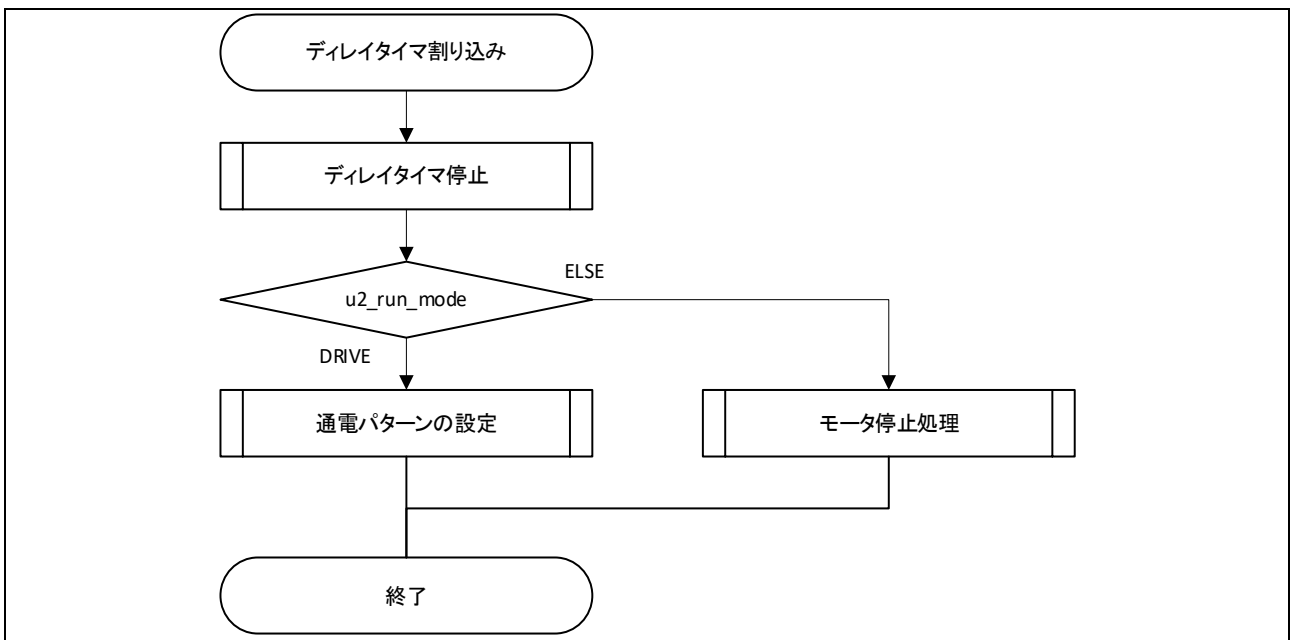 ディレイタイマ割り込み
ディレイタイマ停止
ELSE
u2_run_mode
DRIVE
通電パターンの設定
モータ停止処理
終了